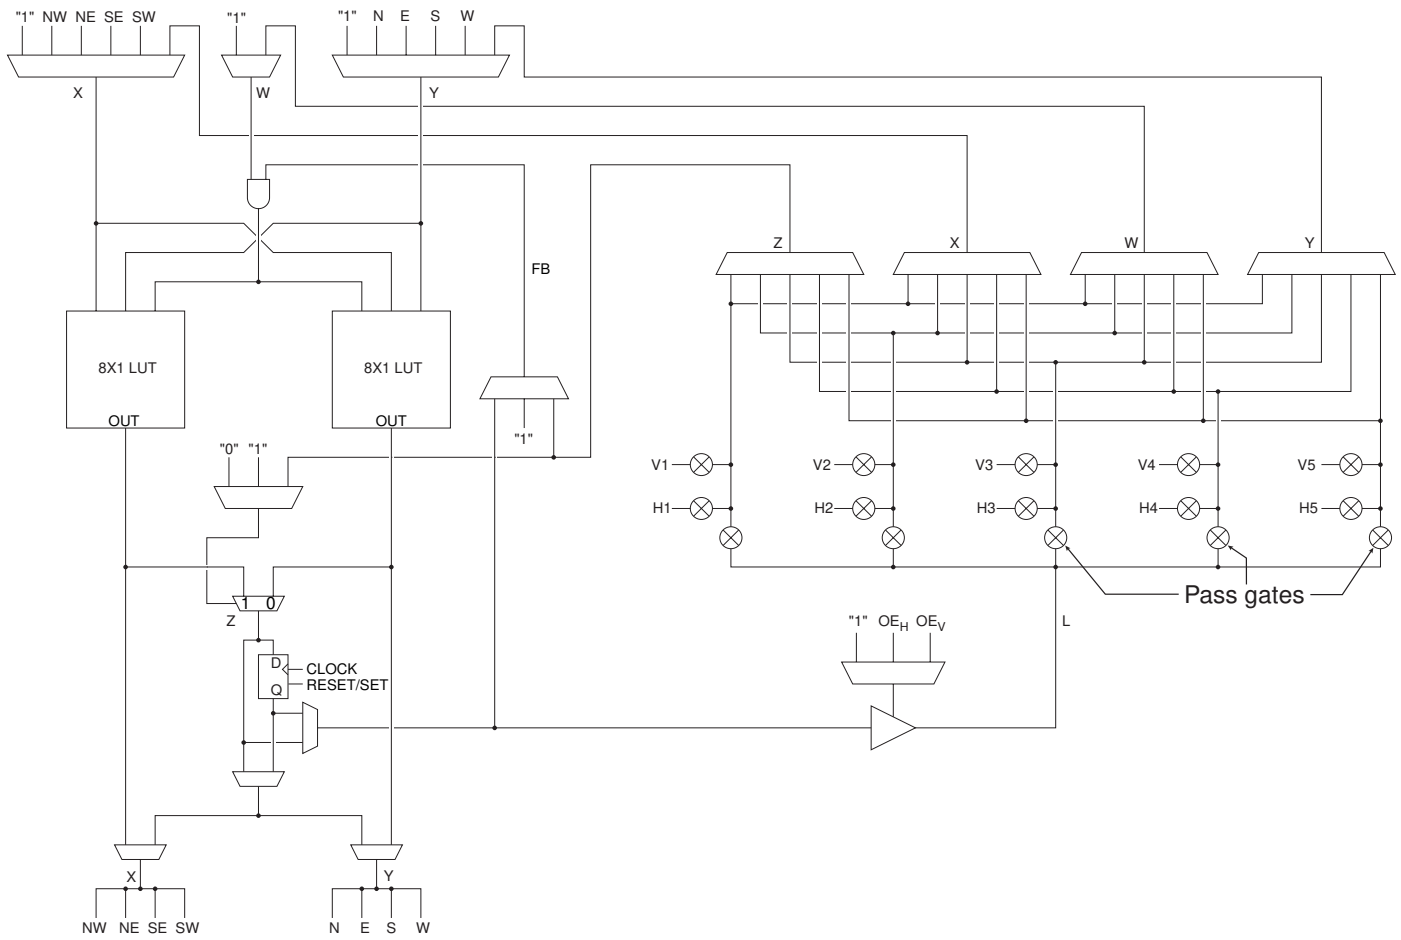 "1" NW NE SE SW "1" "1" N E S W
X W Y
Z X W Y
FB
8X1 LUT 8X1 LUT
OUT OUT
"1"
"0" "1"
V1 V2 V3 V4 V5
H1 H2 H3 H4 H5
Pass gates
1 0
Z
"1" OEH OEV
L
D
CLOCK
Q
RESET/SET
X Y
NW NE SE SW N E S W